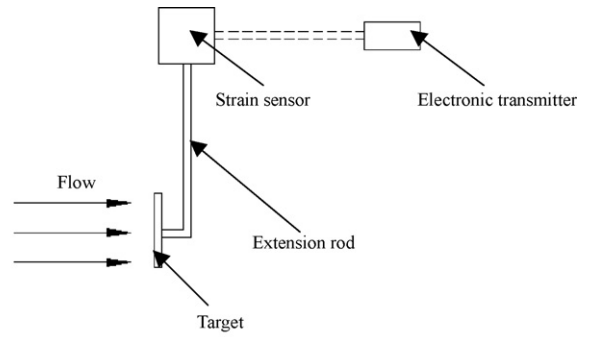 Strain sensor
Electronic transmitter
Flow
Extension rod
Target